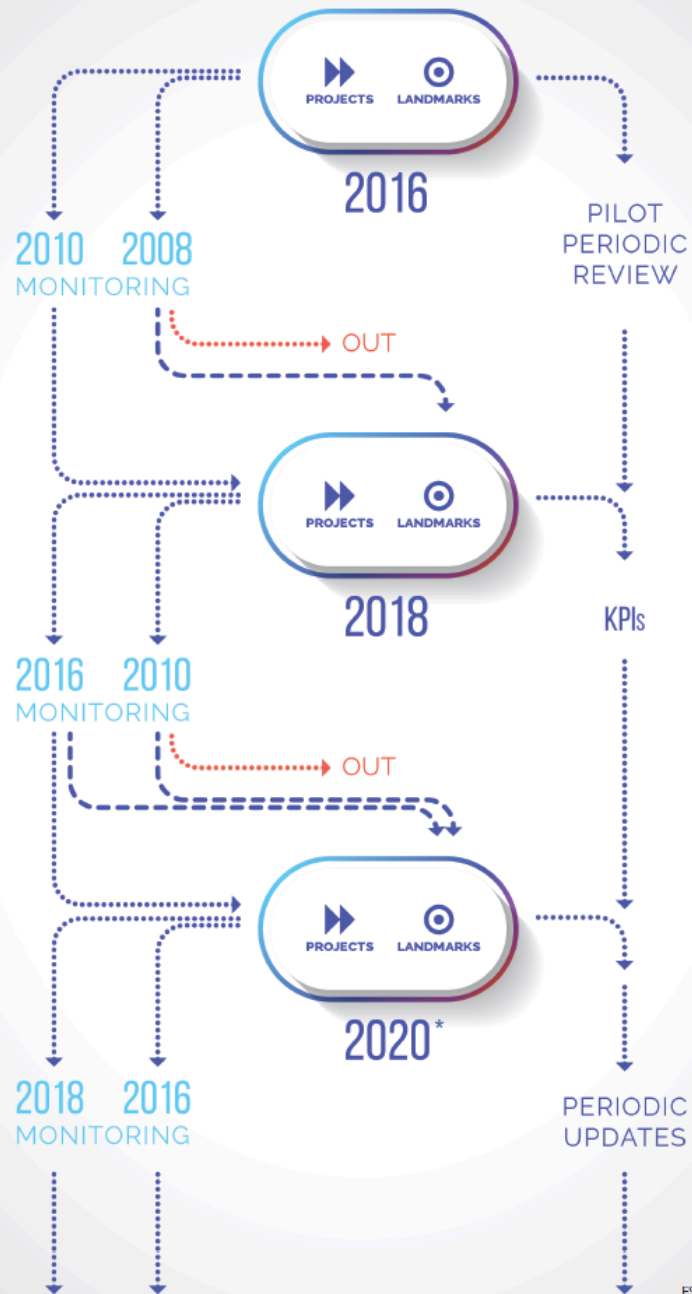 PROJECTS LANDMARKS
2016
PILOT
PERIODIC
REVIEW
2010 2008
MONITORING
OUT
PROJECTS LANDMARKS
2018
KPIs
2016 2010
MONITORING
OUT
PROJECTS LANDMARKS
2020*
2018 2016
MONITORING
PERIODIC
UPDATES